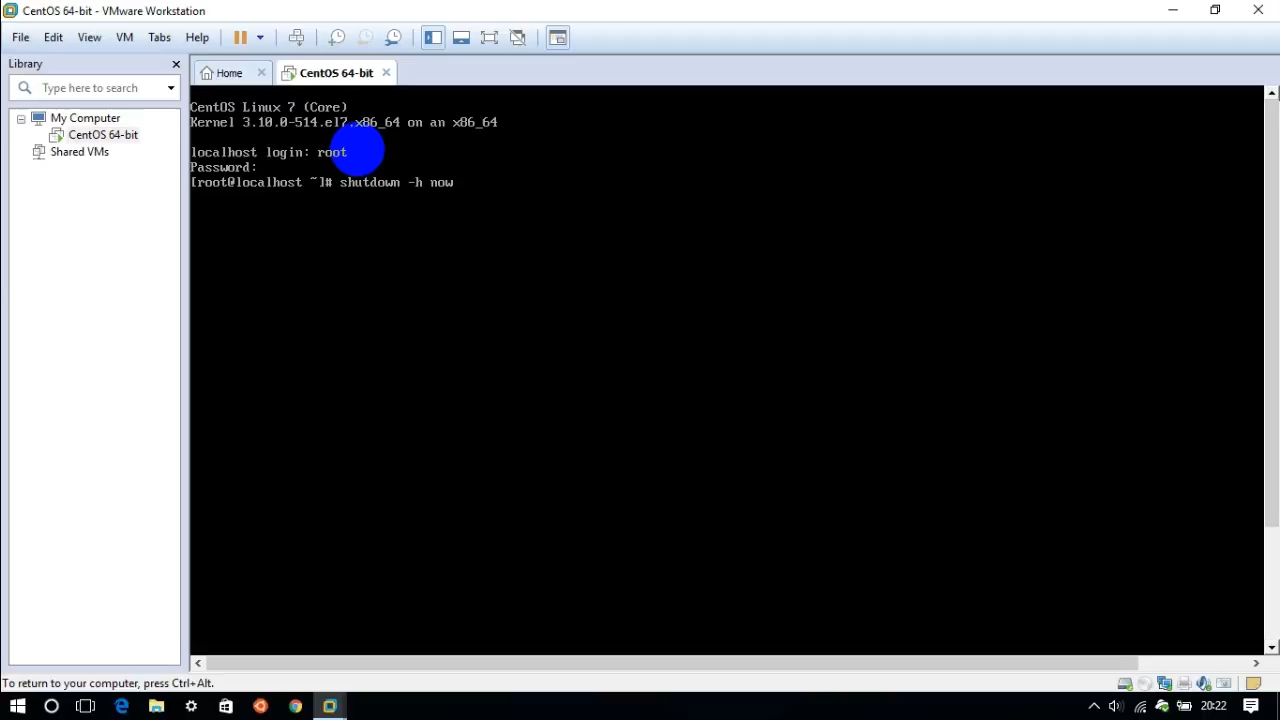 CentOS 64-bit - VMware Workstation
File Edit View VM Tabs Help
Library
Home
CentOS 64-bit
Type here to search
My Computer
CentOS 64-bit
Shared VMs
CentOS Linux 7 (Core)
Kernel 3.10.0-514.el7.x86_64 on an x86_64
localhost login: root
Password:
[root@localhost ~]# shutdown -h now
To return to your computer, press Ctrl+Alt.
20:22